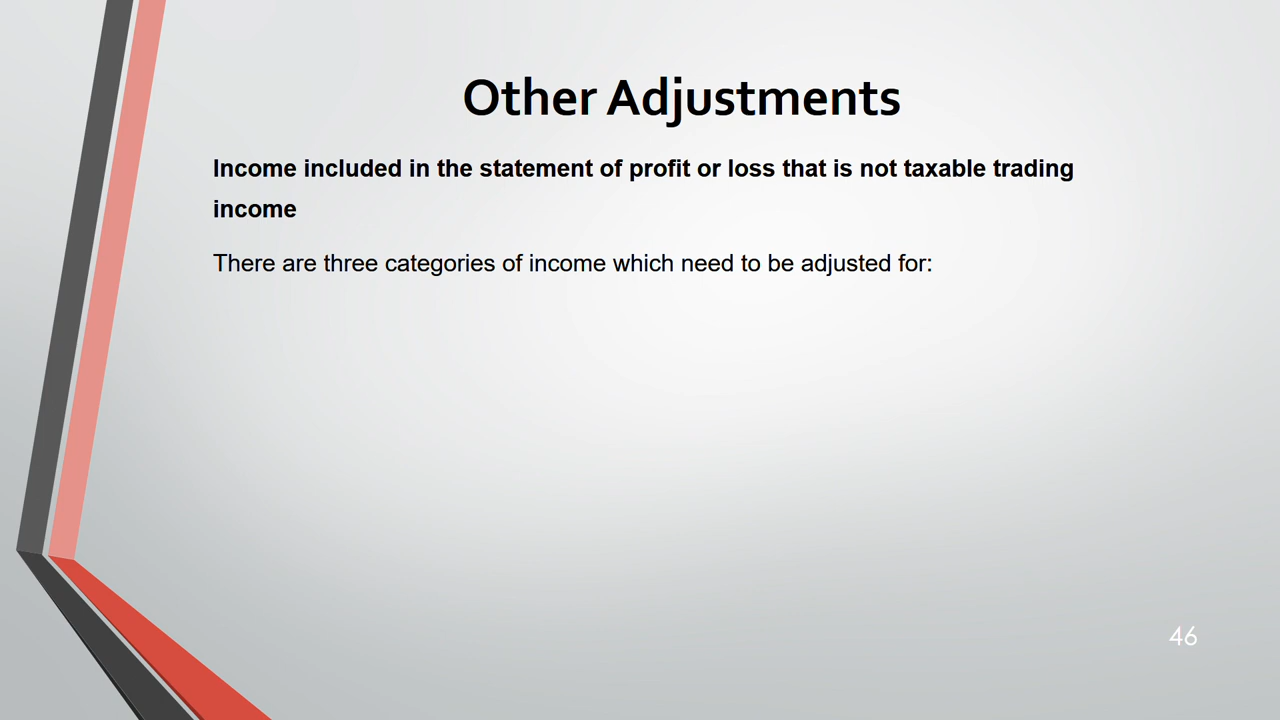 Other Adjustments
Income included in the statement of profit or loss that is not taxable trading
income
There are three categories of income which need to be adjusted for:
46